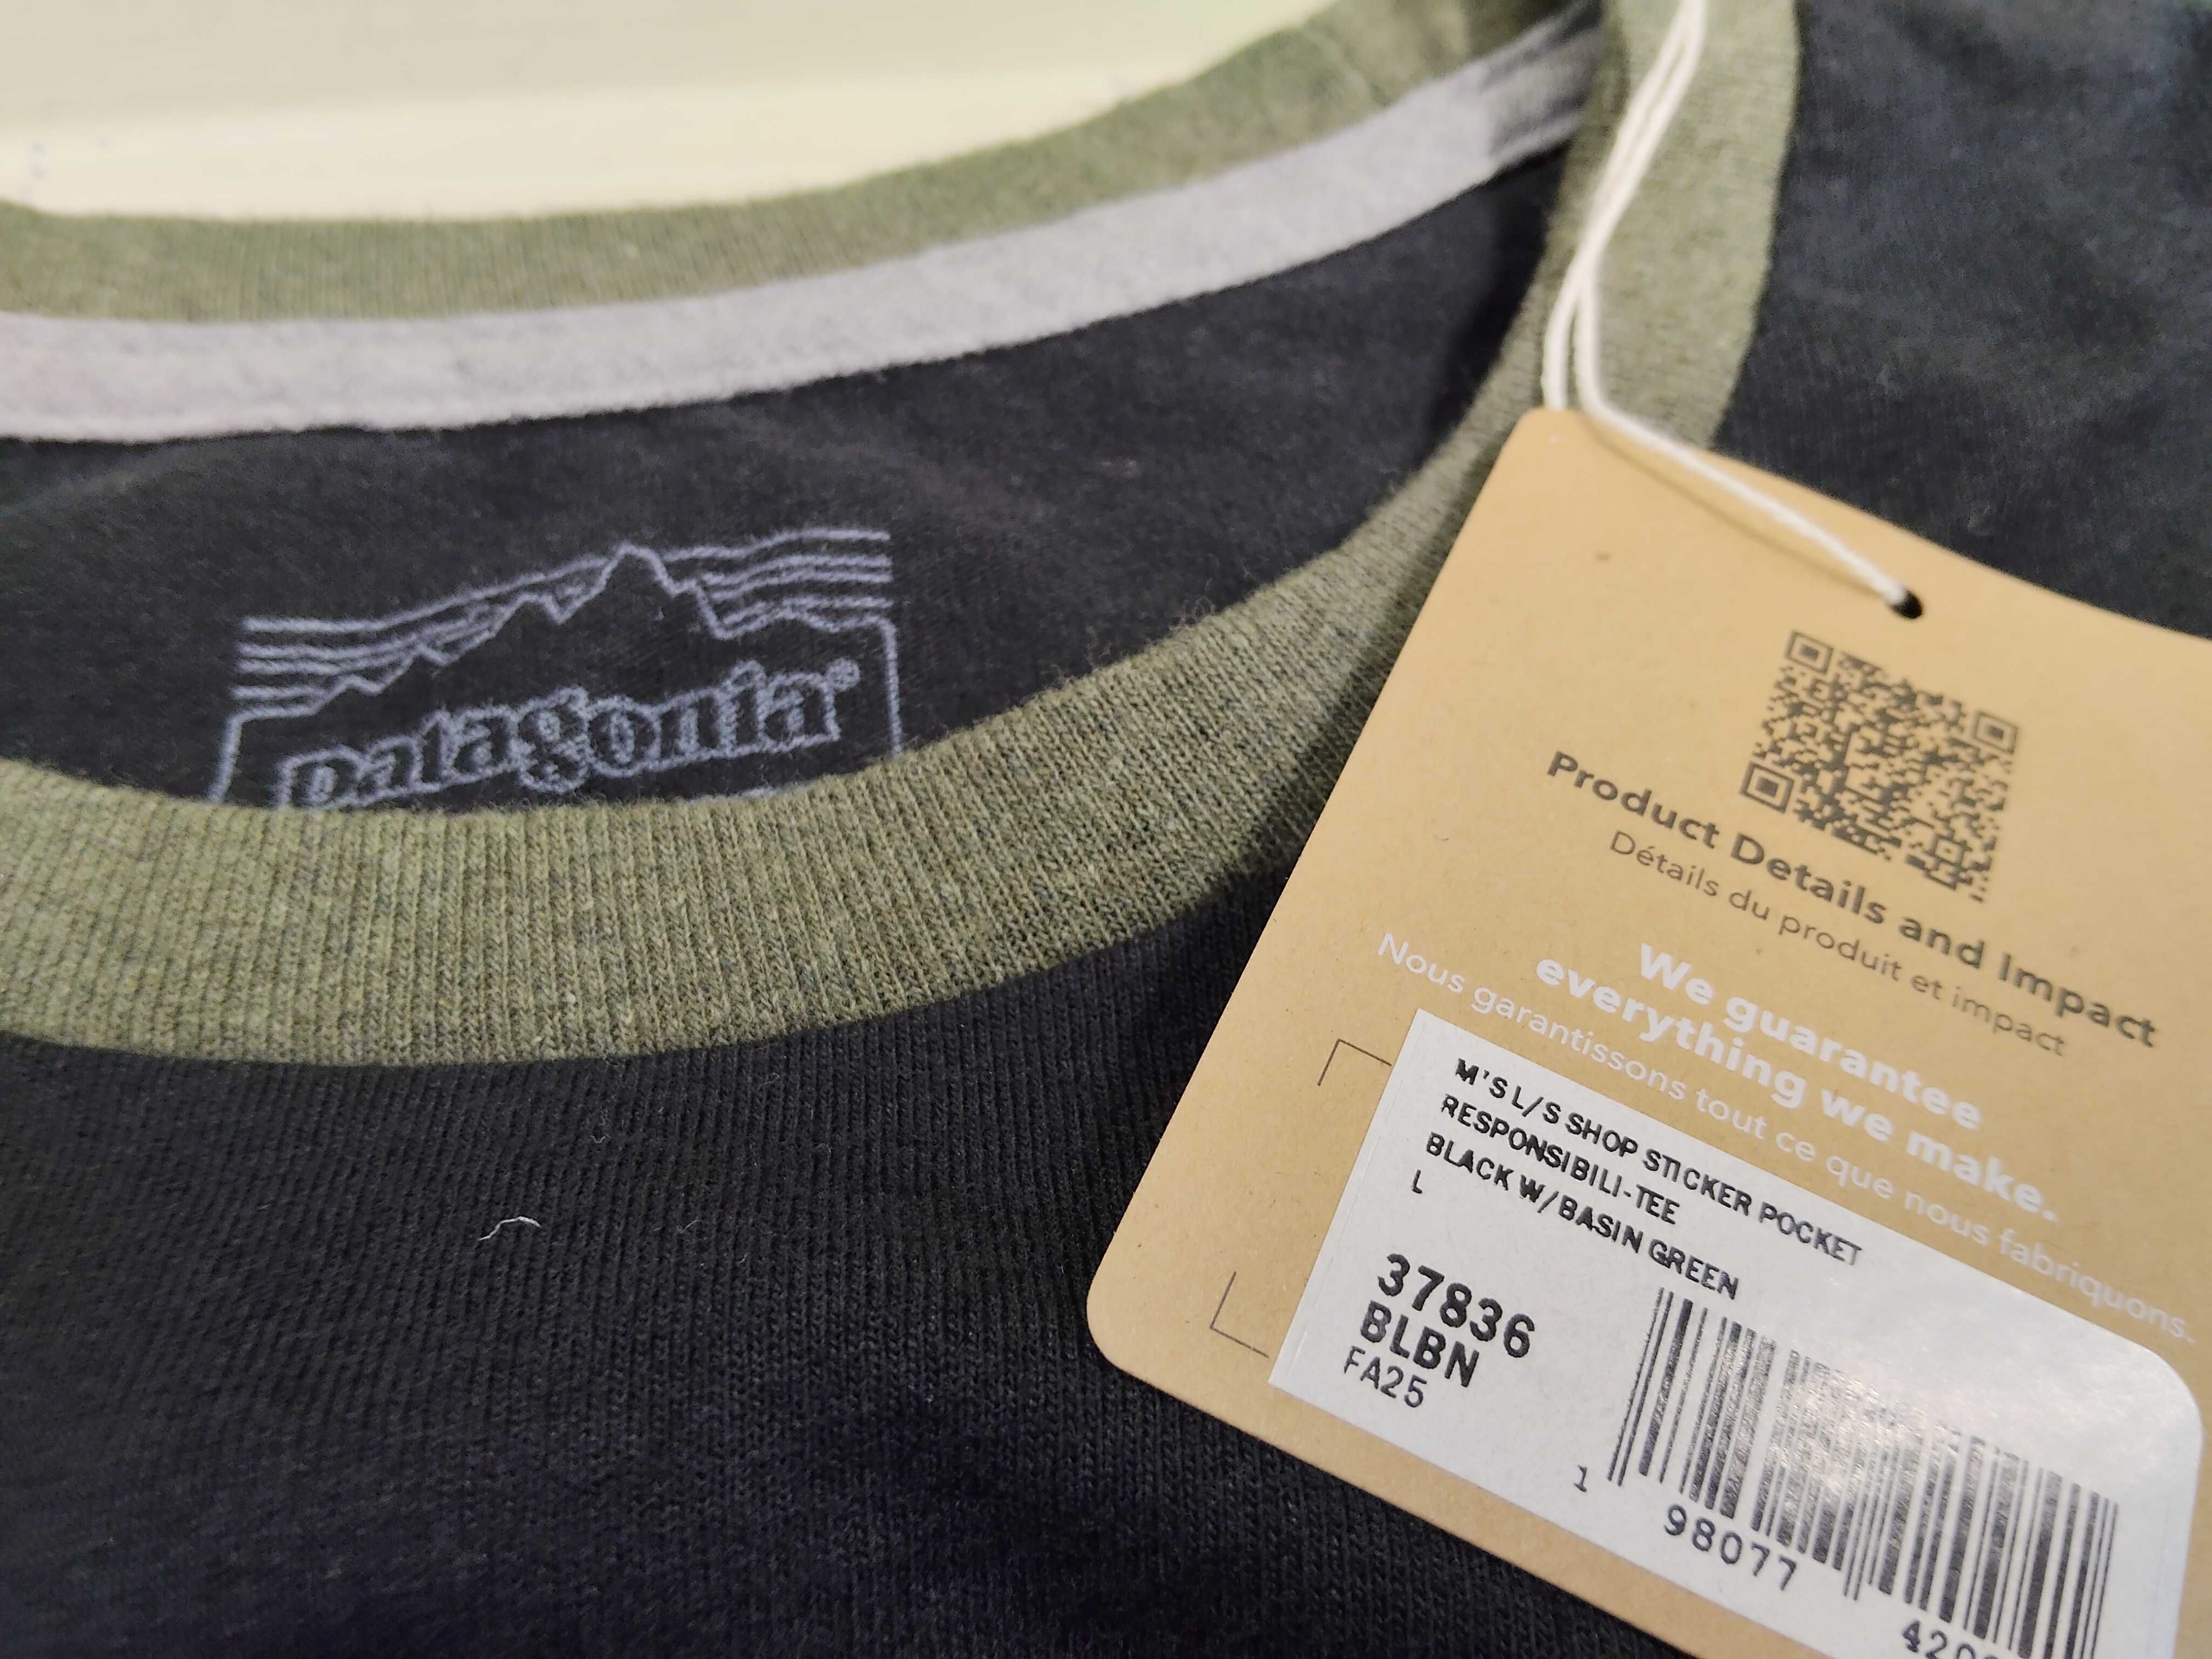 patagonia®
Product Details and Impact
Détails du produit et impact
We guarantee
everything we make.
Nous garantissons tout ce que nous fabriquons.
M'S L/S SHOP STICKER POCKET
RESPONSIBILI-TEE
BLACK W/BASIN GREEN
L
37836
BLBN
FA25
1 98077 420